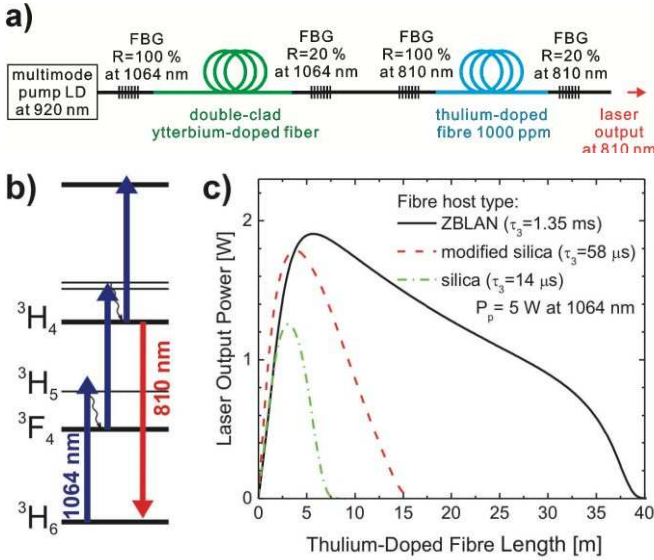 a)
FBG
R=100 %
at 1064 nm
FBG
R=20 %
at 1064 nm
FBG
R=100 %
at 810 nm
FBG
R=20 %
at 810 nm
multimode
pump LD
at 920 nm
double-clad
ytterbium-doped fiber
thulium-doped
fibre 1000 ppm
laser
output
at 810 nm
b)
³H₄
³H₅
³F₄
³H₆
1064 nm
810 nm
c)
Fibre host type:
ZBLAN (τ₃=1.35 ms)
modified silica (τ₃=58 µs)
silica (τ₃=14 µs)
Pₚ= 5 W at 1064 nm
Laser Output Power [W]
2
1
0
0 5 10 15 20 25 30 35 40
Thulium-Doped Fibre Length [m]